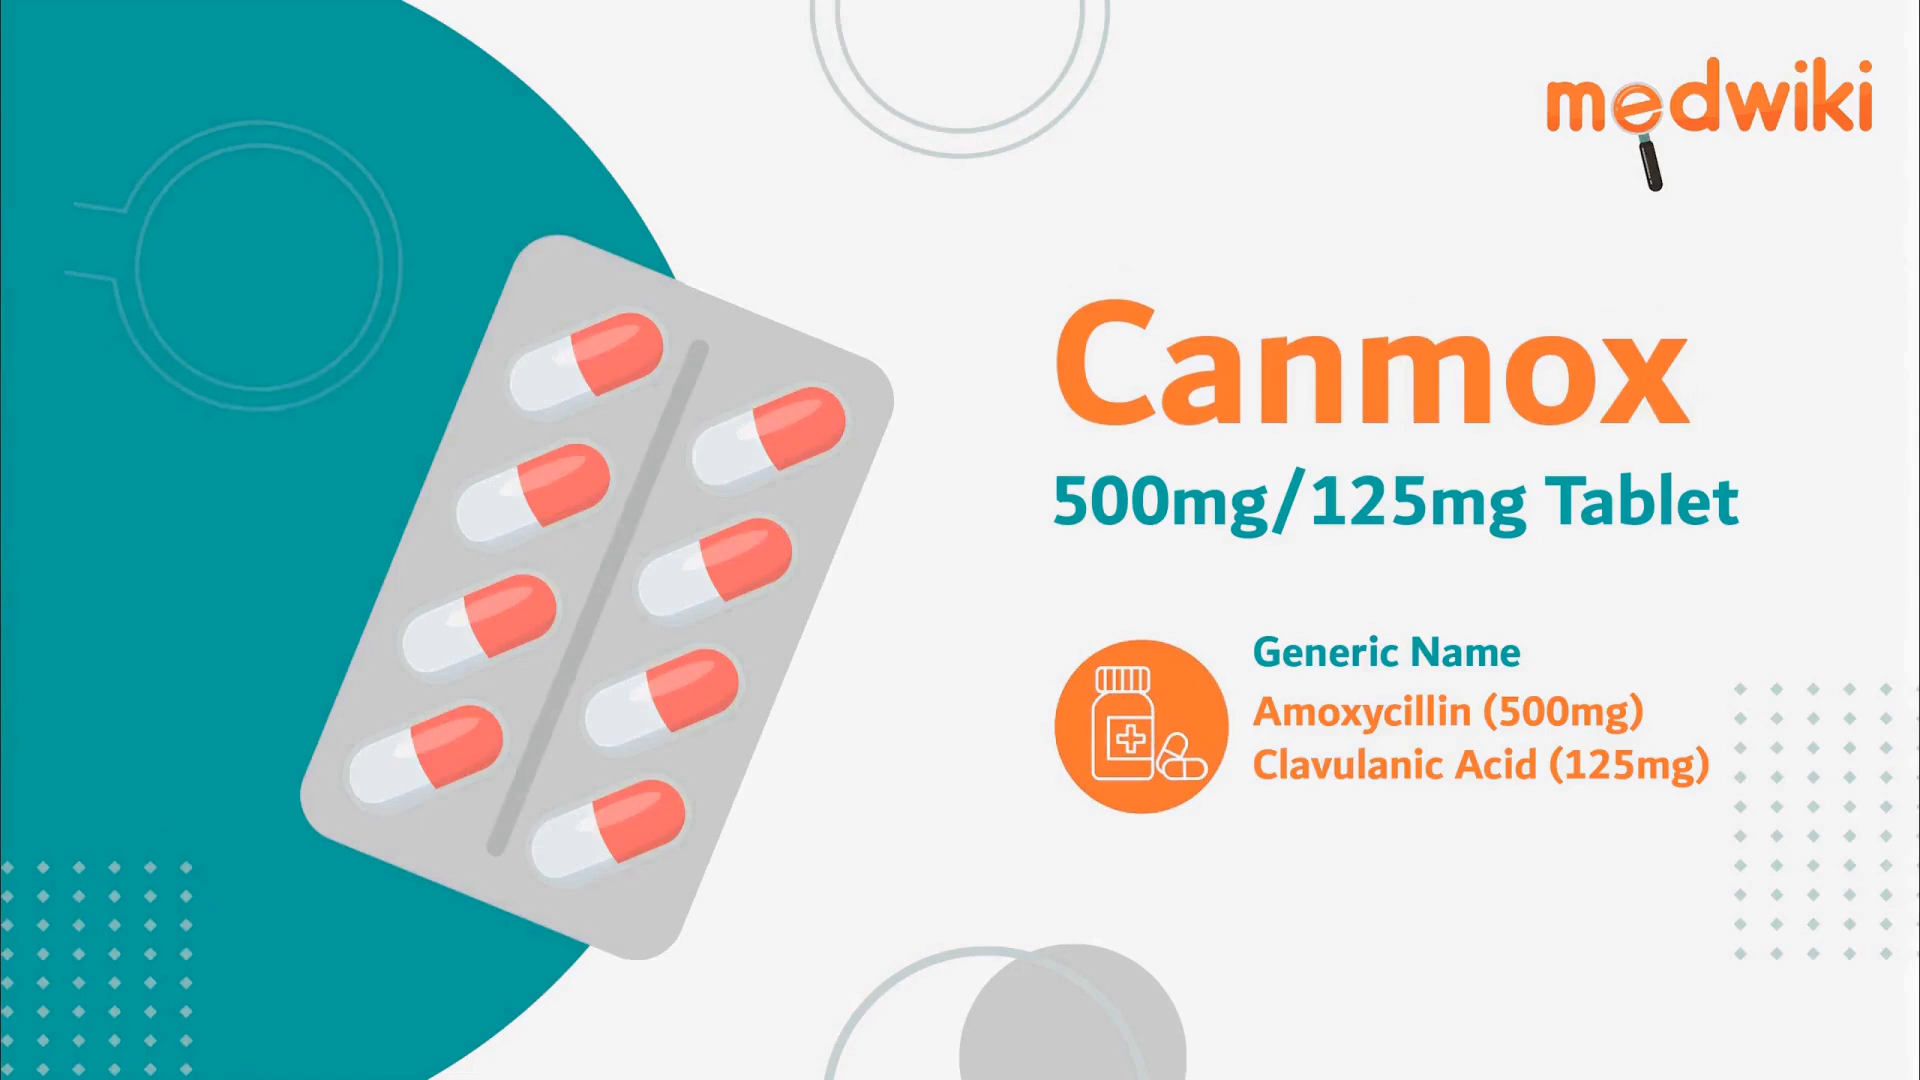 medwiki
Canmox
500mg/125mg Tablet
Generic Name
Amoxycillin (500mg)
Clavulanic Acid (125mg)